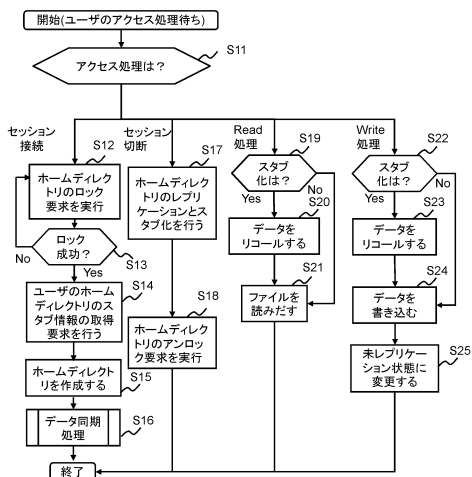 開始(ユーザのアクセス処理待ち)
S11
アクセス処理は？
セッション
接続
S12
ホームディレク
トリのロック
要求を実行
ロック
成功？
No
Yes
S13
S14
ユーザのホーム
ディレクトリのス
タブ情報の取得
要求を行う
ホームディレクト
リを作成する
S15
データ同期
処理
S16
終了
セッション
切断
S17
ホームディレク
トリのレプリ
ケーションとス
タブ化を行う
S18
ホームディレク
トリのアンロッ
ク要求を実行
Read
処理
S19
スタブ
化は？
Yes
No
S20
データを
リコールする
S21
ファイルを
読みだす
Write
処理
S22
スタブ
化は？
Yes
No
S23
データを
リコールする
S24
データを
書き込む
未レプリケー
ション状態に
変更する
S25